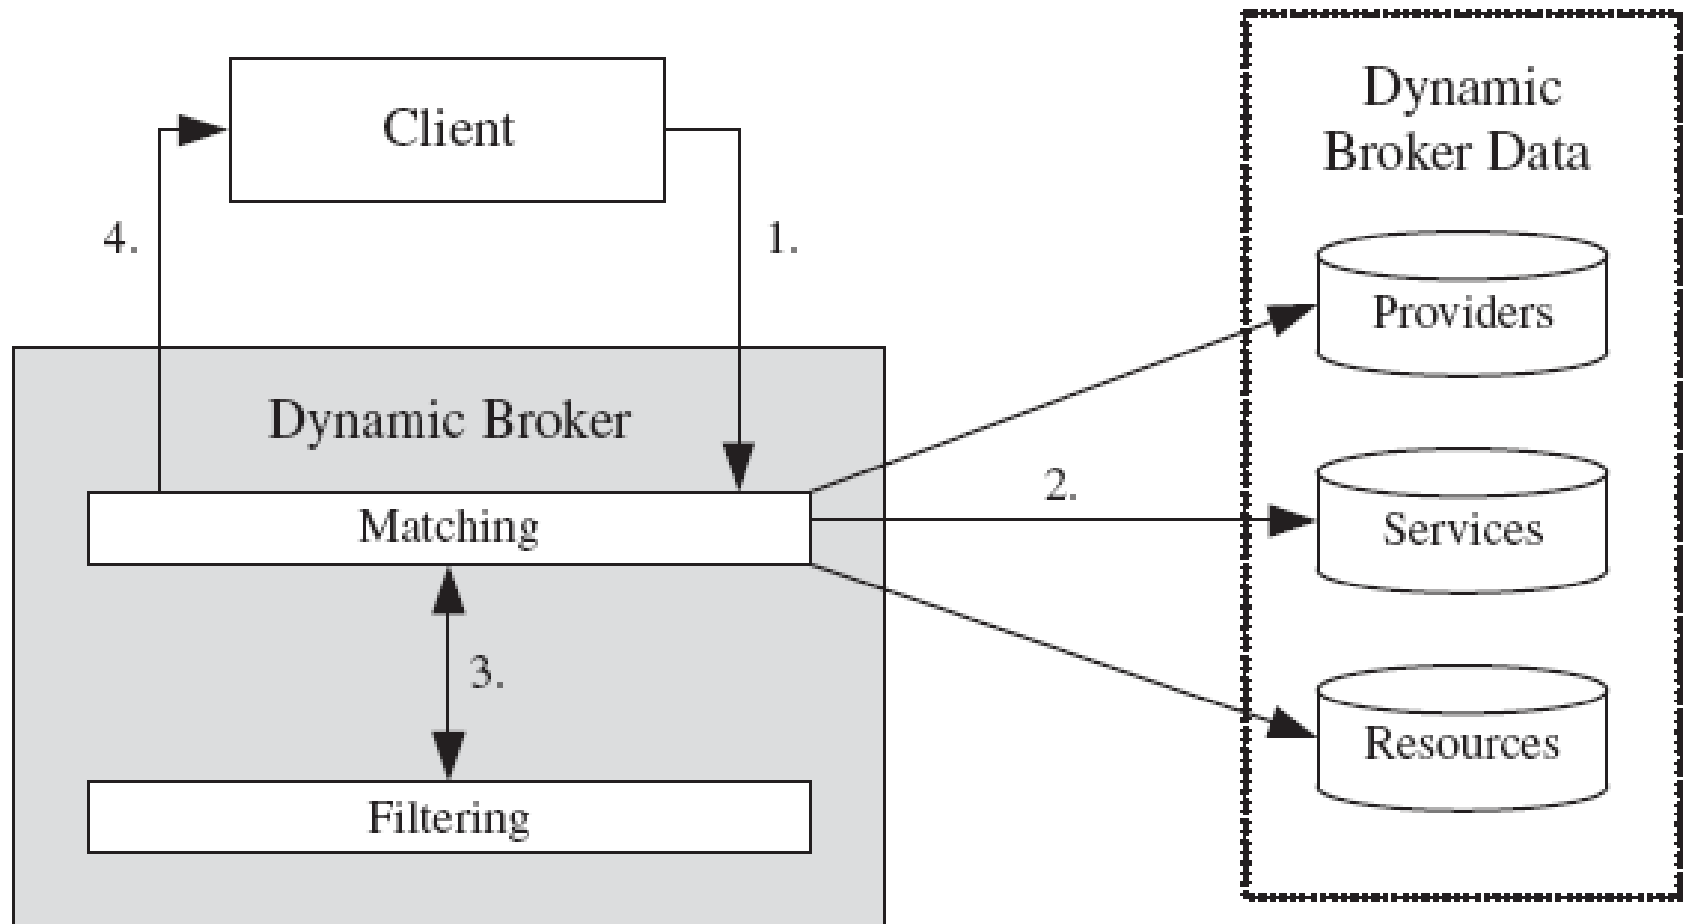 Client
4.
1.
Dynamic Broker
Matching
3.
Filtering
2.
Dynamic
Broker Data
Providers
Services
Resources